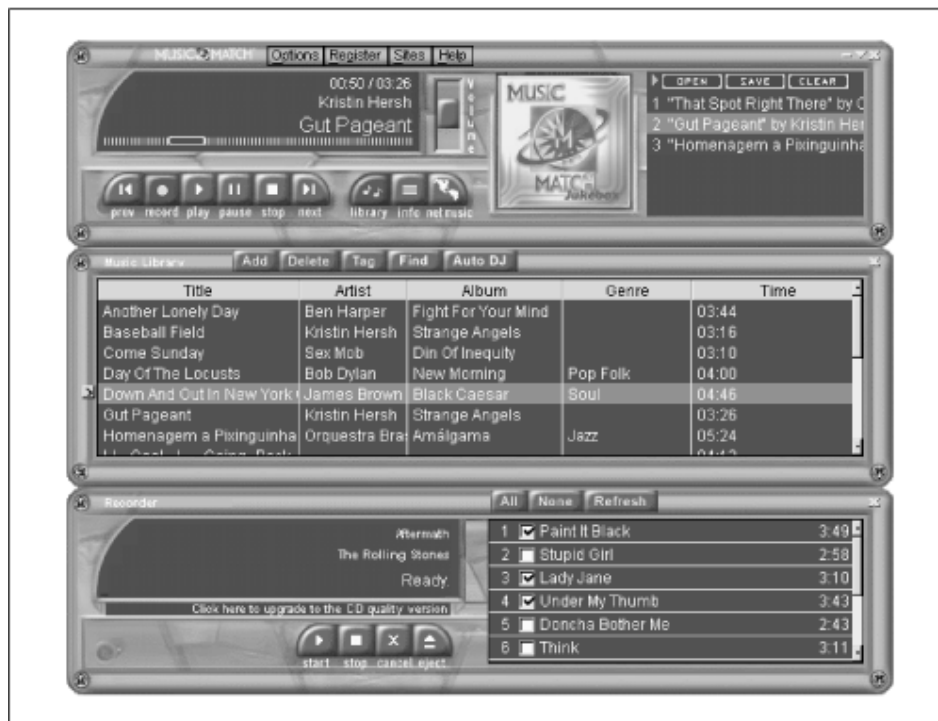 MUSIC MATCH Options Register Sites Help
00:50 / 03:26
Kristin Hersh
Gut Pageant
Volume
MUSIC
MATCH
Jukebox
OPEN SAVE CLEAR
1 "That Spot Right There" by
2 "Gut Pageant" by Kristin Her
3 "Homenagem a Pixinguinha
prev record play pause stop next library info net music
Music Library Add Delete Tag Find Auto DJ
Title Artist Album Genre Time
Another Lonely Day Ben Harper Fight For Your Mind 03:44
Baseball Field Kristin Hersh Strange Angels 03:16
Come Sunday Sex Mob Din Of Inequity 03:10
Day Of The Locusts Bob Dylan New Morning Pop Folk 04:00
Down And Out In New York James Brown Black Caesar Soul 04:46
Gut Pageant Kristin Hersh Strange Angels 03:26
Homenagem a Pixinguinha Orquestra Bra Amálgama Jazz 05:24
Recorder All None Refresh
Aftermath
The Rolling Stones
Ready.
Click here to upgrade to the CD quality version
start stop cancel eject
1 Paint It Black 3:49
2 Stupid Girl 2:58
3 Lady Jane 3:10
4 Under My Thumb 3:43
5 Doncha Bother Me 2:43
6 Think 3:11